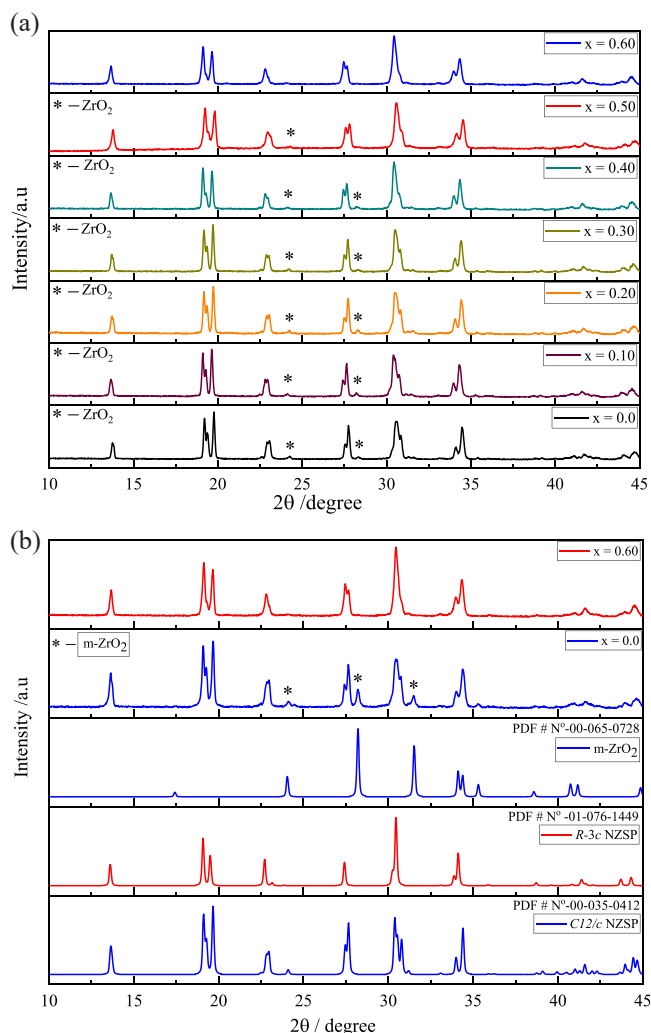 (a)
x = 0.60
* – ZrO2
x = 0.50
*
* – ZrO2
x = 0.40
* *
* – ZrO2
x = 0.30
* *
* – ZrO2
x = 0.20
* *
* – ZrO2
x = 0.10
* *
* – ZrO2
x = 0.0
* *
Intensity/a.u
10 15 20 25 30 35 40 45
2θ /degree
(b)
x = 0.60
* – m-ZrO2
x = 0.0
* * *
PDF # Nº-00-065-0728
m-ZrO2
PDF # Nº -01-076-1449
R-3c NZSP
PDF # Nº-00-035-0412
C12/c NZSP
Intensity /a.u
10 15 20 25 30 35 40 45
2θ / degree